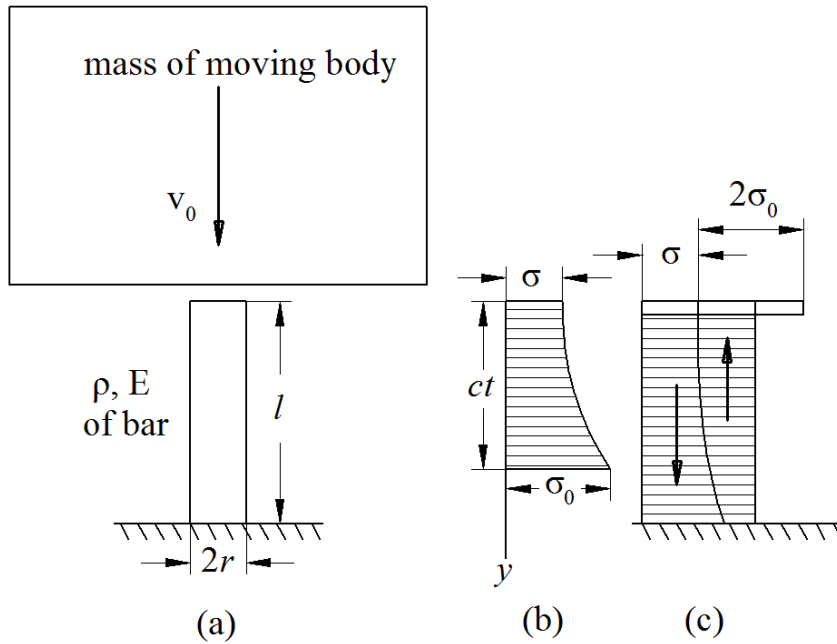 mass of moving body
v₀
2σ₀
σ
σ
ρ, E
of bar
l
ct
σ₀
2r
y
(a)
(b)
(c)